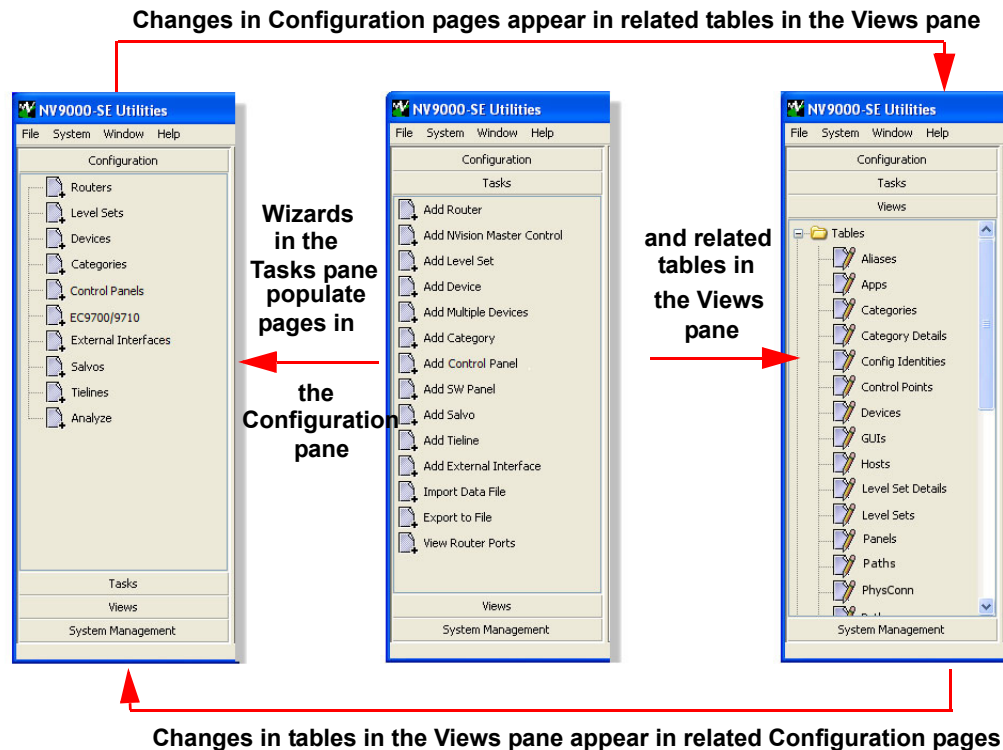 Changes in Configuration pages appear in related tables in the Views pane
NV9000-SE Utilities
File System Window Help
Configuration
Routers
Level Sets
Devices
Categories
Control Panels
EC9700/9710
External Interfaces
Salvos
Tielines
Analyze
Tasks
Views
System Management
Wizards
in the
Tasks pane
populate
pages in
the
Configuration
pane
NV9000-SE Utilities
File System Window Help
Configuration
Tasks
Add Router
Add NVision Master Control
Add Level Set
Add Device
Add Multiple Devices
Add Category
Add Control Panel
Add SW Panel
Add Salvo
Add Tieline
Add External Interface
Import Data File
Export to File
View Router Ports
Views
System Management
and related
tables in
the Views
pane
NV9000-SE Utilities
File System Window Help
Configuration
Tasks
Views
Tables
Aliases
Apps
Categories
Category Details
Config Identities
Control Points
Devices
GUIs
Hosts
Level Set Details
Level Sets
Panels
Paths
PhysConn
System Management
Changes in tables in the Views pane appear in related Configuration pages